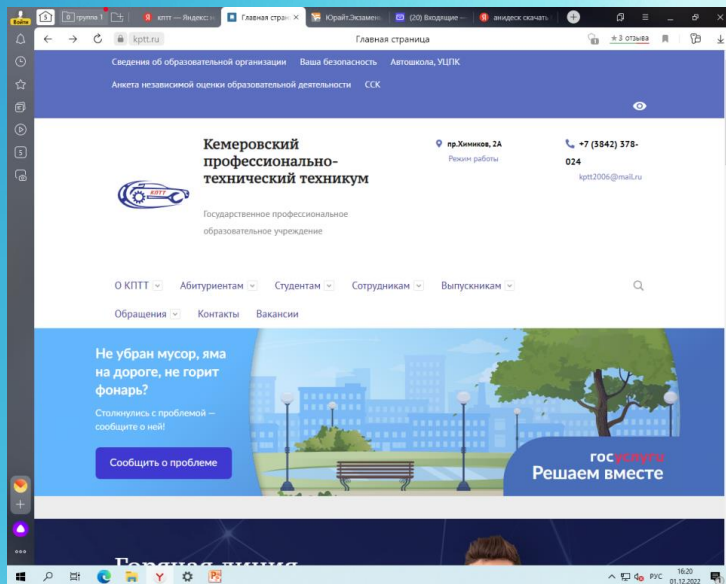 Войти
3
группа 1
кптт — Яндекс: н
Главная стран
Юрайт.Экзамен
(20) Входящие —
анидеск скачать
kptt.ru
Главная страница
★ 3 отзыва
Сведения об образовательной организации Ваша безопасность Автошкола, УЦПК
Анкета независимой оценки образовательной деятельности ССК
КПТТ
Кемеровский
профессионально-
технический техникум
Государственное профессиональное
образовательное учреждение
пр.Химиков, 2А
Режим работы
+7 (3842) 378-
024
kptt2006@mail.ru
О КПТТ Абитуриентам Студентам Сотрудникам Выпускникам
Обращения Контакты Вакансии
Не убран мусор, яма
на дороге, не горит
фонарь?
Столкнулись с проблемой —
сообщите о ней!
Сообщить о проблеме
госуслуги
Решаем вместе
Горячая линия
РУС
16:20
01.12.2022